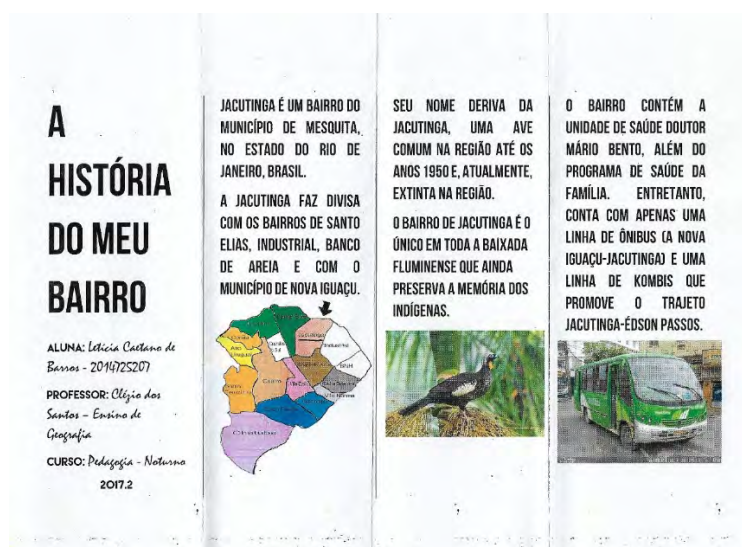 A
HISTÓRIA
DO MEU
BAIRRO
ALUNA: Letícia Caetano de
Barros - 2014725207
PROFESSOR: Clézio dos
Santos – Ensino de
Geografia
CURSO: Pedagogia - Noturno
2017.2
JACUTINGA É UM BAIRRO DO
MUNICÍPIO DE MESQUITA,
NO ESTADO DO RIO DE
JANEIRO, BRASIL.
A JACUTINGA FAZ DIVISA
COM OS BAIRROS DE SANTO
ELIAS, INDUSTRIAL, BANCO
DE AREIA E COM O
MUNICÍPIO DE NOVA IGUAÇU.
Centro
SEU NOME DERIVA DA
JACUTINGA, UMA AVE
COMUM NA REGIÃO ATÉ OS
ANOS 1950 E, ATUALMENTE,
EXTINTA NA REGIÃO.
O BAIRRO DE JACUTINGA É O
ÚNICO EM TODA A BAIXADA
FLUMINENSE QUE AINDA
PRESERVA A MEMÓRIA DOS
INDÍGENAS.
O BAIRRO CONTÉM A
UNIDADE DE SAÚDE DOUTOR
MÁRIO BENTO, ALÉM DO
PROGRAMA DE SAÚDE DA
FAMÍLIA. ENTRETANTO,
CONTA COM APENAS UMA
LINHA DE ÔNIBUS (A NOVA
IGUAÇU-JACUTINGA) E UMA
LINHA DE KOMBIS QUE
PROMOVE O TRAJETO
JACUTINGA-ÉDSON PASSOS.